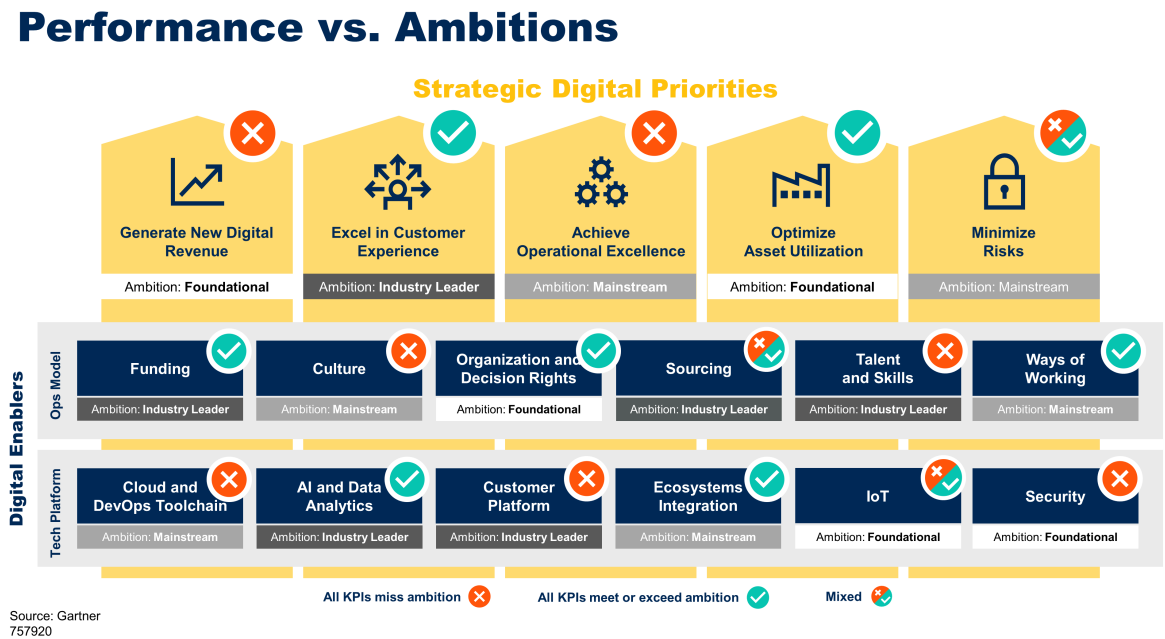 Performance vs. Ambitions
Strategic Digital Priorities
Generate New Digital
Revenue
Ambition: Foundational
Excel in Customer
Experience
Ambition: Industry Leader
Achieve
Operational Excellence
Ambition: Mainstream
Optimize
Asset Utilization
Ambition: Foundational
Minimize
Risks
Ambition: Mainstream
Digital Enablers
Ops Model
Funding
Ambition: Industry Leader
Culture
Ambition: Mainstream
Organization and
Decision Rights
Ambition: Foundational
Sourcing
Ambition: Industry Leader
Talent
and Skills
Ambition: Industry Leader
Ways of
Working
Ambition: Mainstream
Tech Platform
Cloud and
DevOps Toolchain
Ambition: Mainstream
AI and Data
Analytics
Ambition: Industry Leader
Customer
Platform
Ambition: Industry Leader
Ecosystems
Integration
Ambition: Mainstream
IoT
Ambition: Foundational
Security
Ambition: Foundational
All KPIs miss ambition
All KPIs meet or exceed ambition
Mixed
Source: Gartner
757920